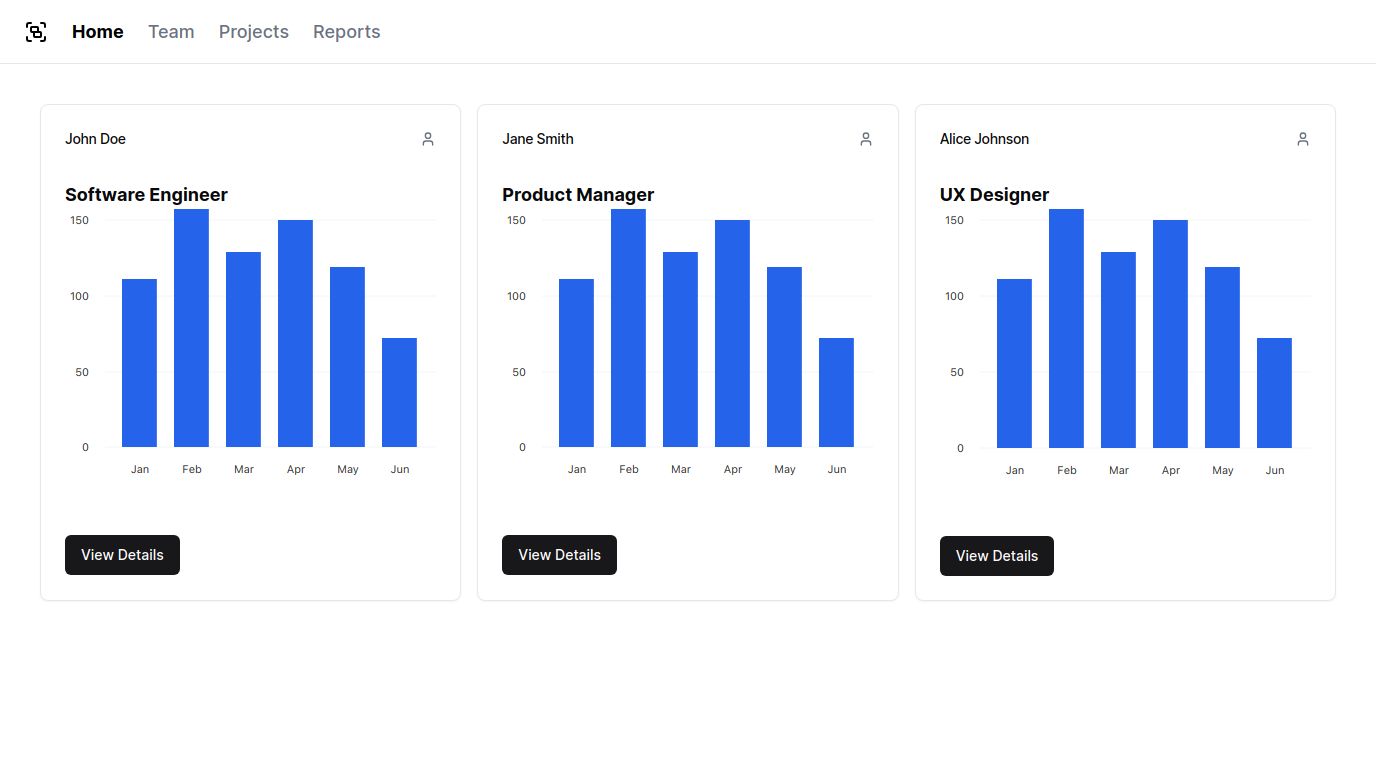 Home Team Projects Reports
John Doe
Software Engineer
150
100
50
0
Jan Feb Mar Apr May Jun
View Details
Jane Smith
Product Manager
150
100
50
0
Jan Feb Mar Apr May Jun
View Details
Alice Johnson
UX Designer
150
100
50
0
Jan Feb Mar Apr May Jun
View Details